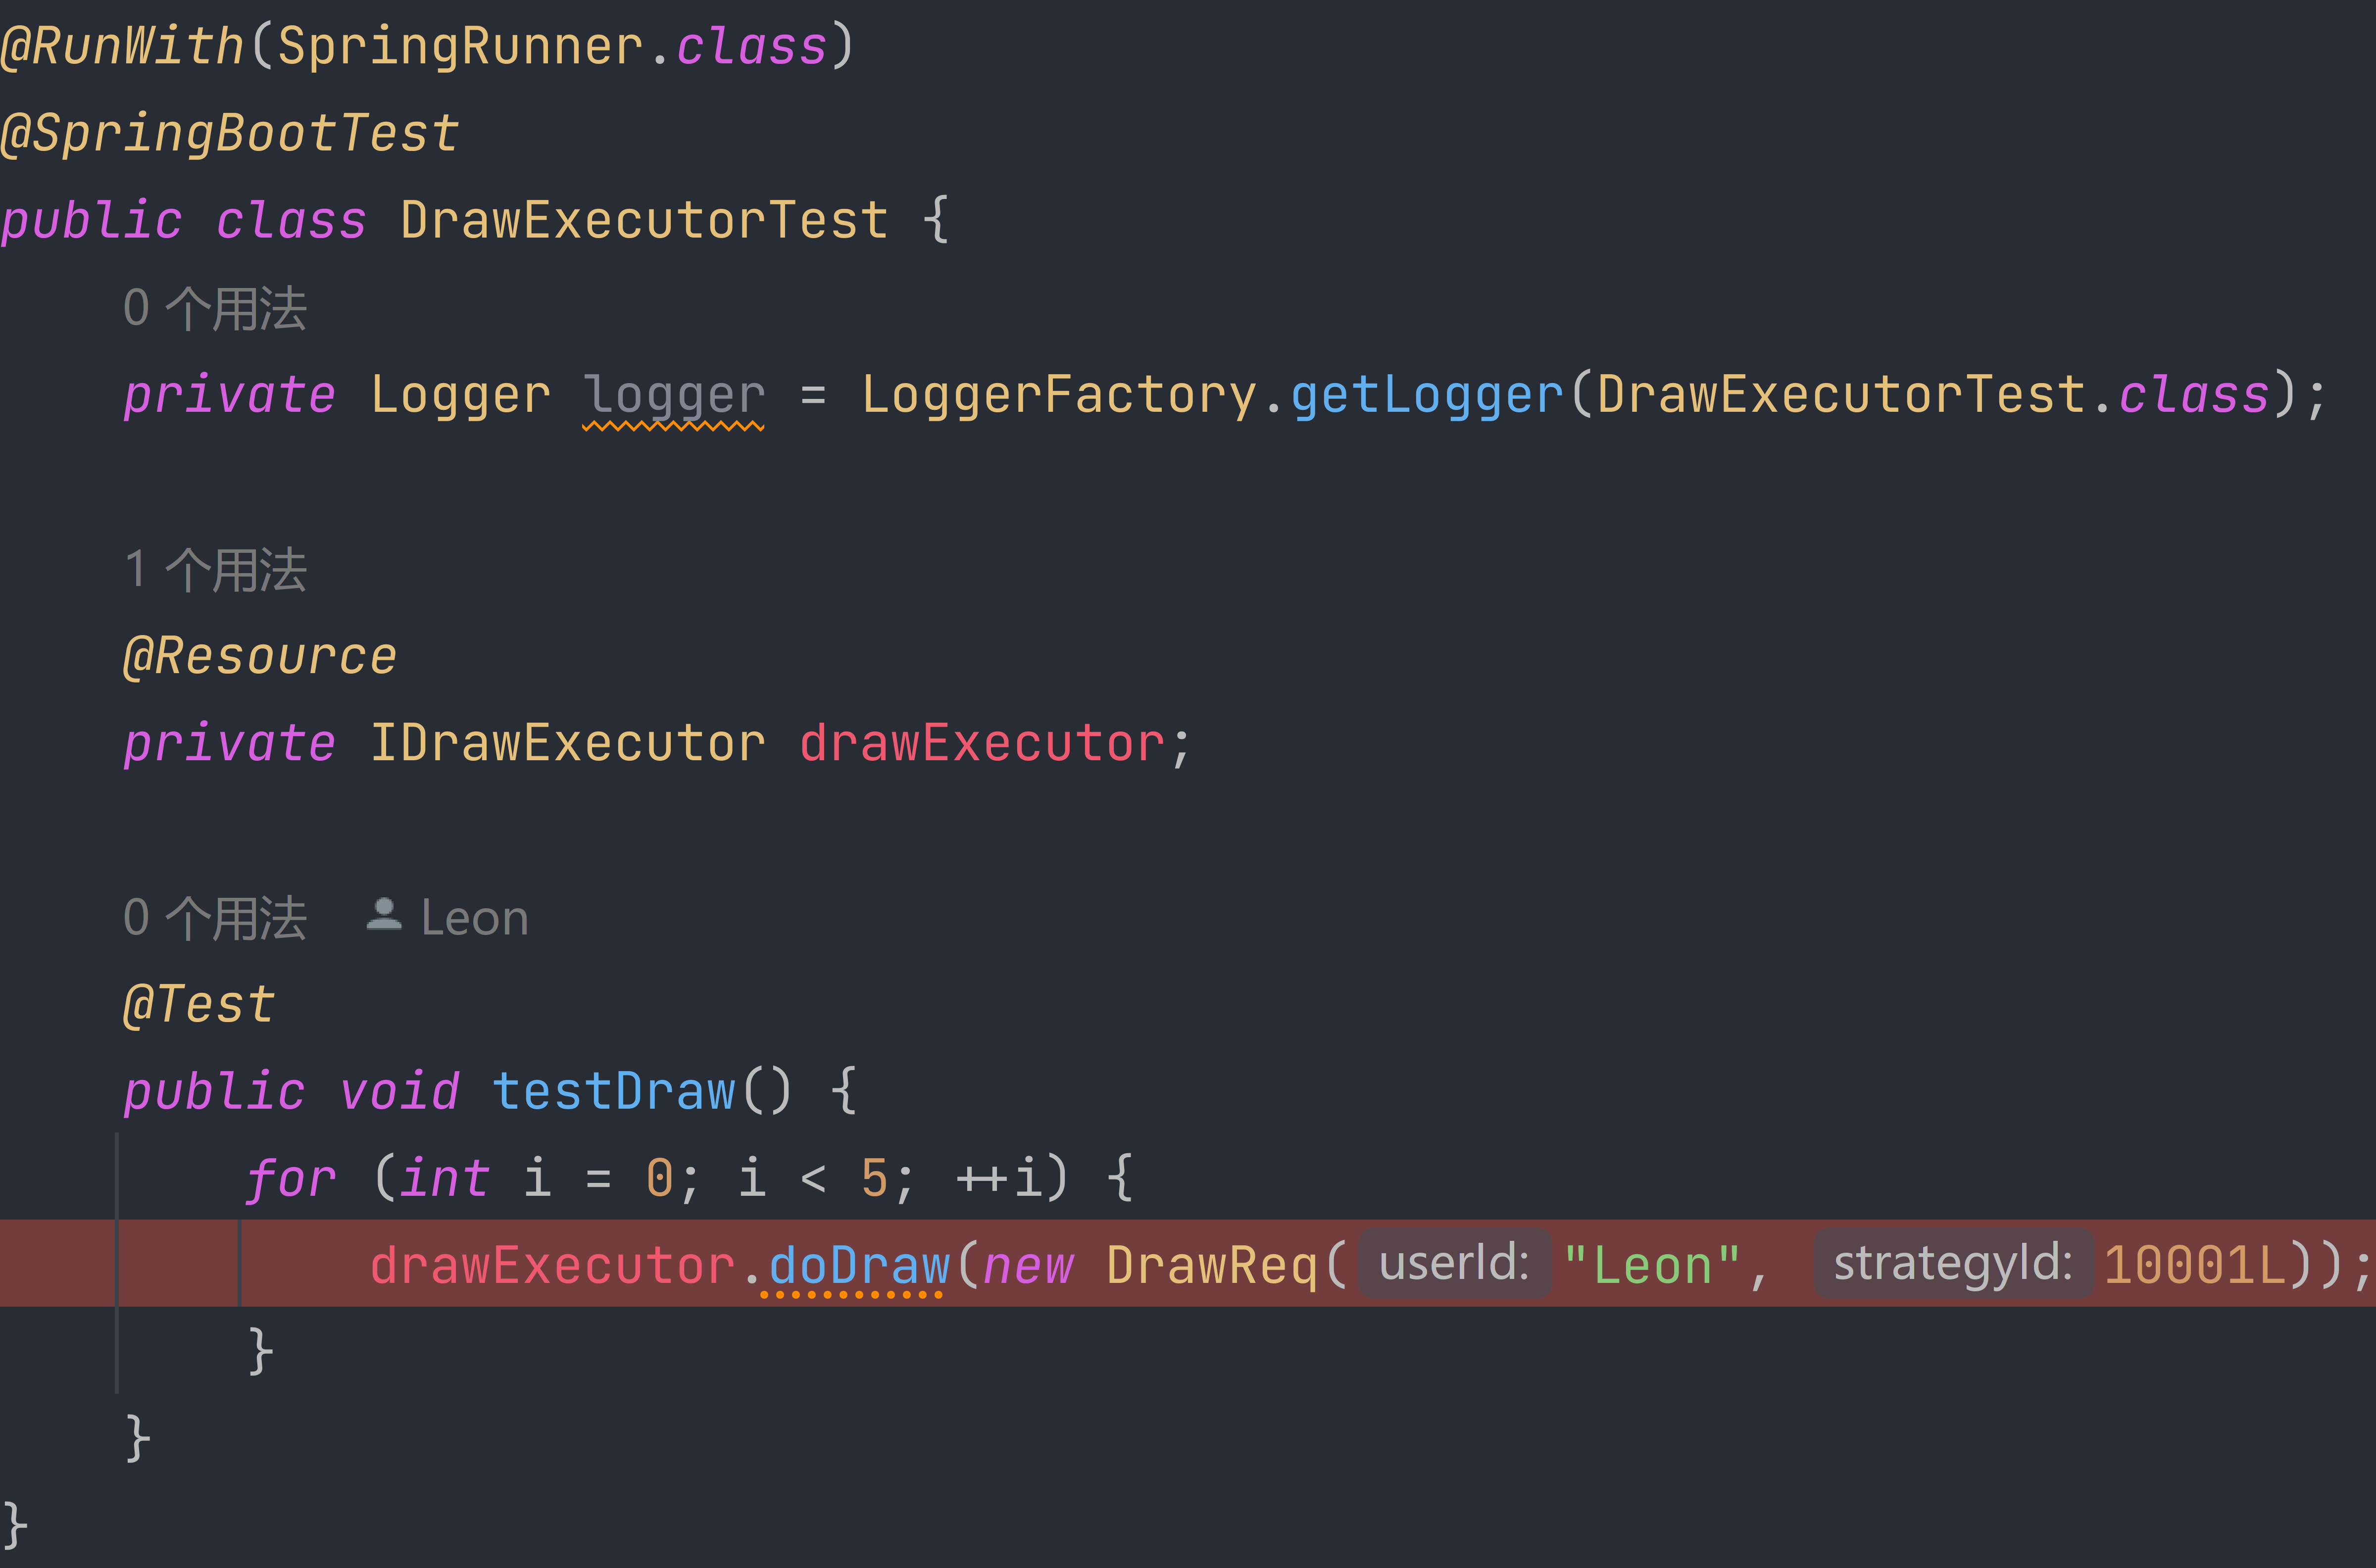 @RunWith(SpringRunner.class)
@SpringBootTest
public class DrawExecutorTest {
0 个用法
private Logger logger = LoggerFactory.getLogger(DrawExecutorTest.class);
1 个用法
@Resource
private IDrawExecutor drawExecutor;
0 个用法 Leon
@Test
public void testDraw() {
for (int i = 0; i < 5; ++i) {
drawExecutor.doDraw(new DrawReq( userId: "Leon", strategyId: 10001L));
}
}
}